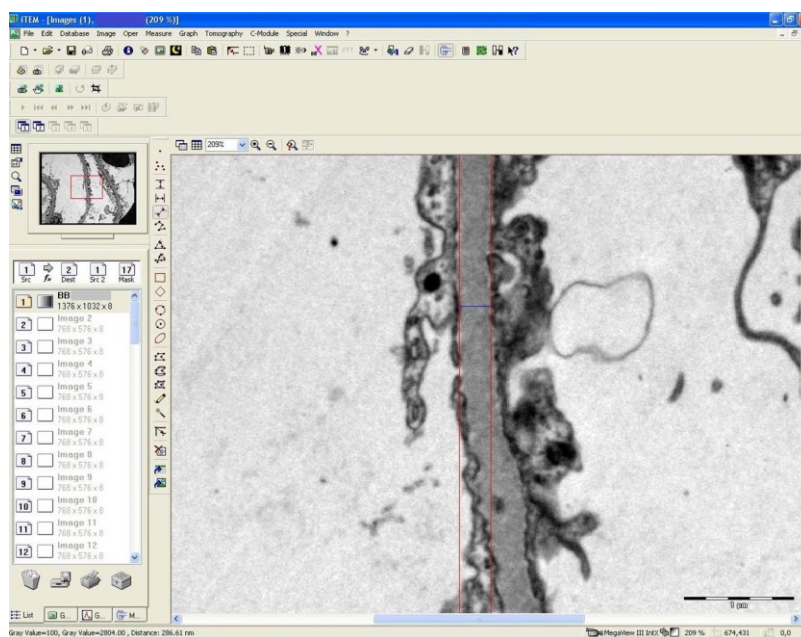 iTEM - [Images (1), (209 %)]
File Edit Database Image Oper Measure Graph Tomography C-Module Special Window ?
209%
1 2 1 17
Src fx Dest Src 2 Mask
1 BB
1376 x 1032 x 8
2 Image 2
768 x 576 x 8
3 Image 3
768 x 576 x 8
4 Image 4
768 x 576 x 8
5 Image 5
768 x 576 x 8
6 Image 6
768 x 576 x 8
7 Image 7
768 x 576 x 8
8 Image 8
768 x 576 x 8
9 Image 9
768 x 576 x 8
10 Image 10
768 x 576 x 8
11 Image 11
768 x 576 x 8
12 Image 12
768 x 576 x 8
List G... G... M...
Gray Value=100, Gray Value=2804.00, Distance: 286.61 nm
MegaView III IntX 209 % 674,431 0,0